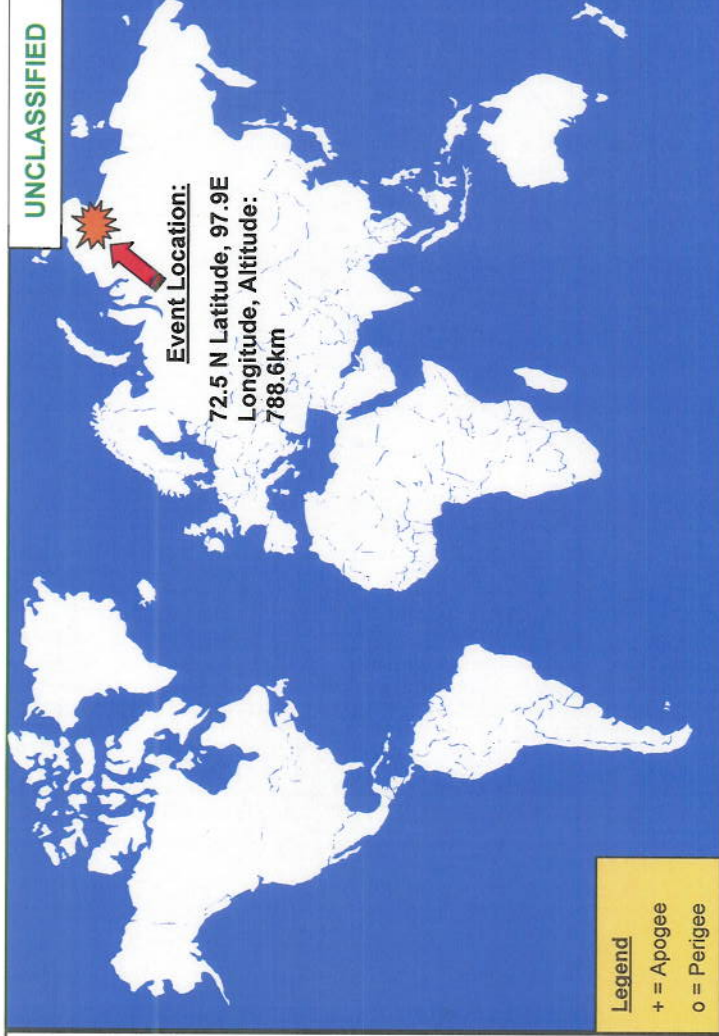 UNCLASSIFIED
Event Location:
72.5 N Latitude, 97.9E
Longitude, Altitude:
788.6km
Legend
+ = Apogee
o = Perigee